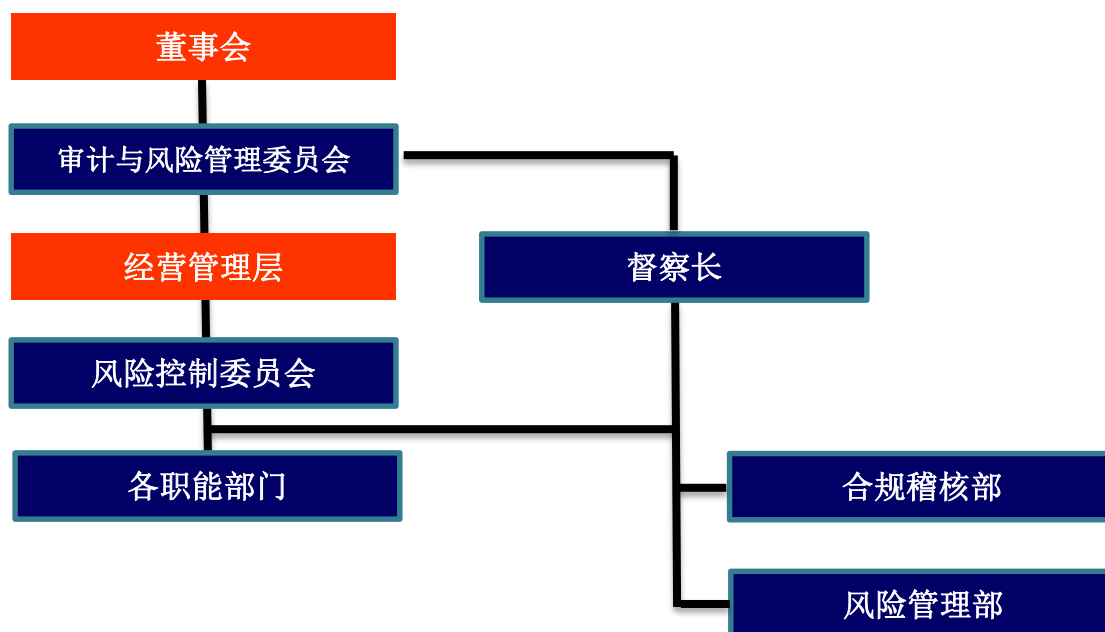 董事会
审计与风险管理委员会
经营管理层
督察长
风险控制委员会
各职能部门
合规稽核部
风险管理部